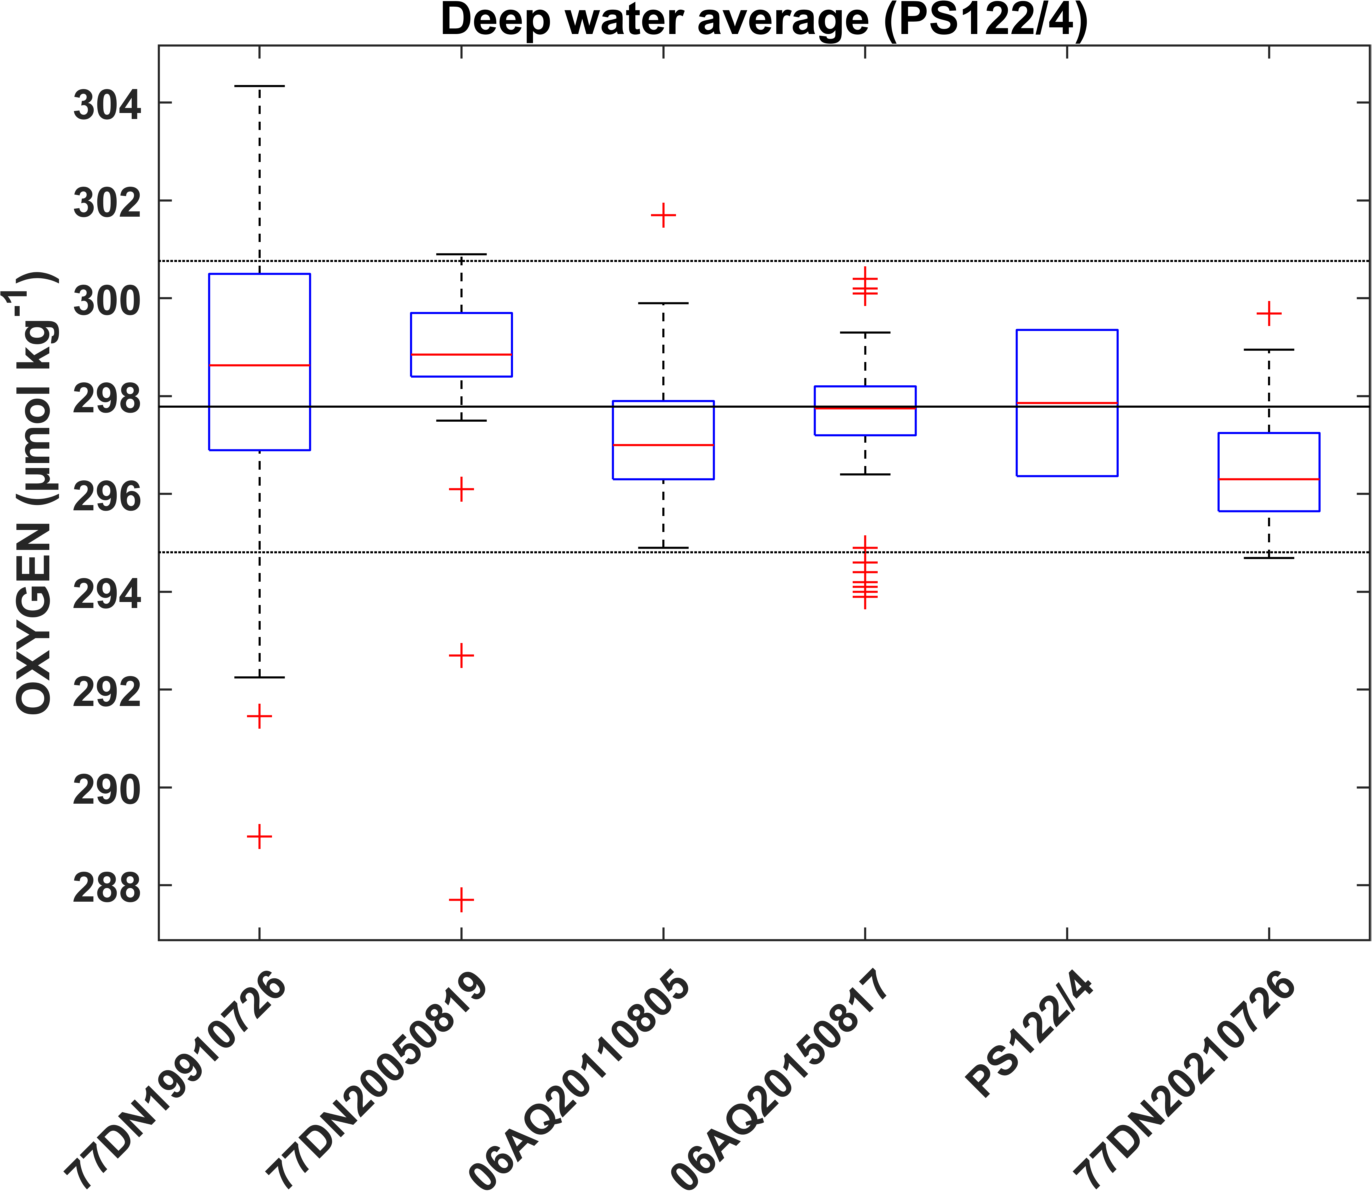 Deep water average (PS122/4)
OXYGEN (μmol kg⁻¹)
304
302
300
298
296
294
292
290
288
77DN19910726
77DN20050819
06AQ20110805
06AQ20150817
PS122/4
77DN20210726